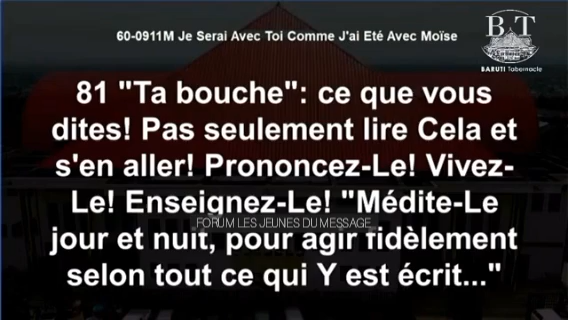 60-0911M Je Serai Avec Toi Comme J'ai Eté Avec Moïse
B T
BARUTI Tabernacle
81 "Ta bouche": ce que vous
dites! Pas seulement lire Cela et
s'en aller! Prononcez-Le! Vivez-
Le! Enseignez-Le! "Médite-Le
FORUM LES JEUNES DU MESSAGE
jour et nuit, pour agir fidèlement
selon tout ce qui Y est écrit..."